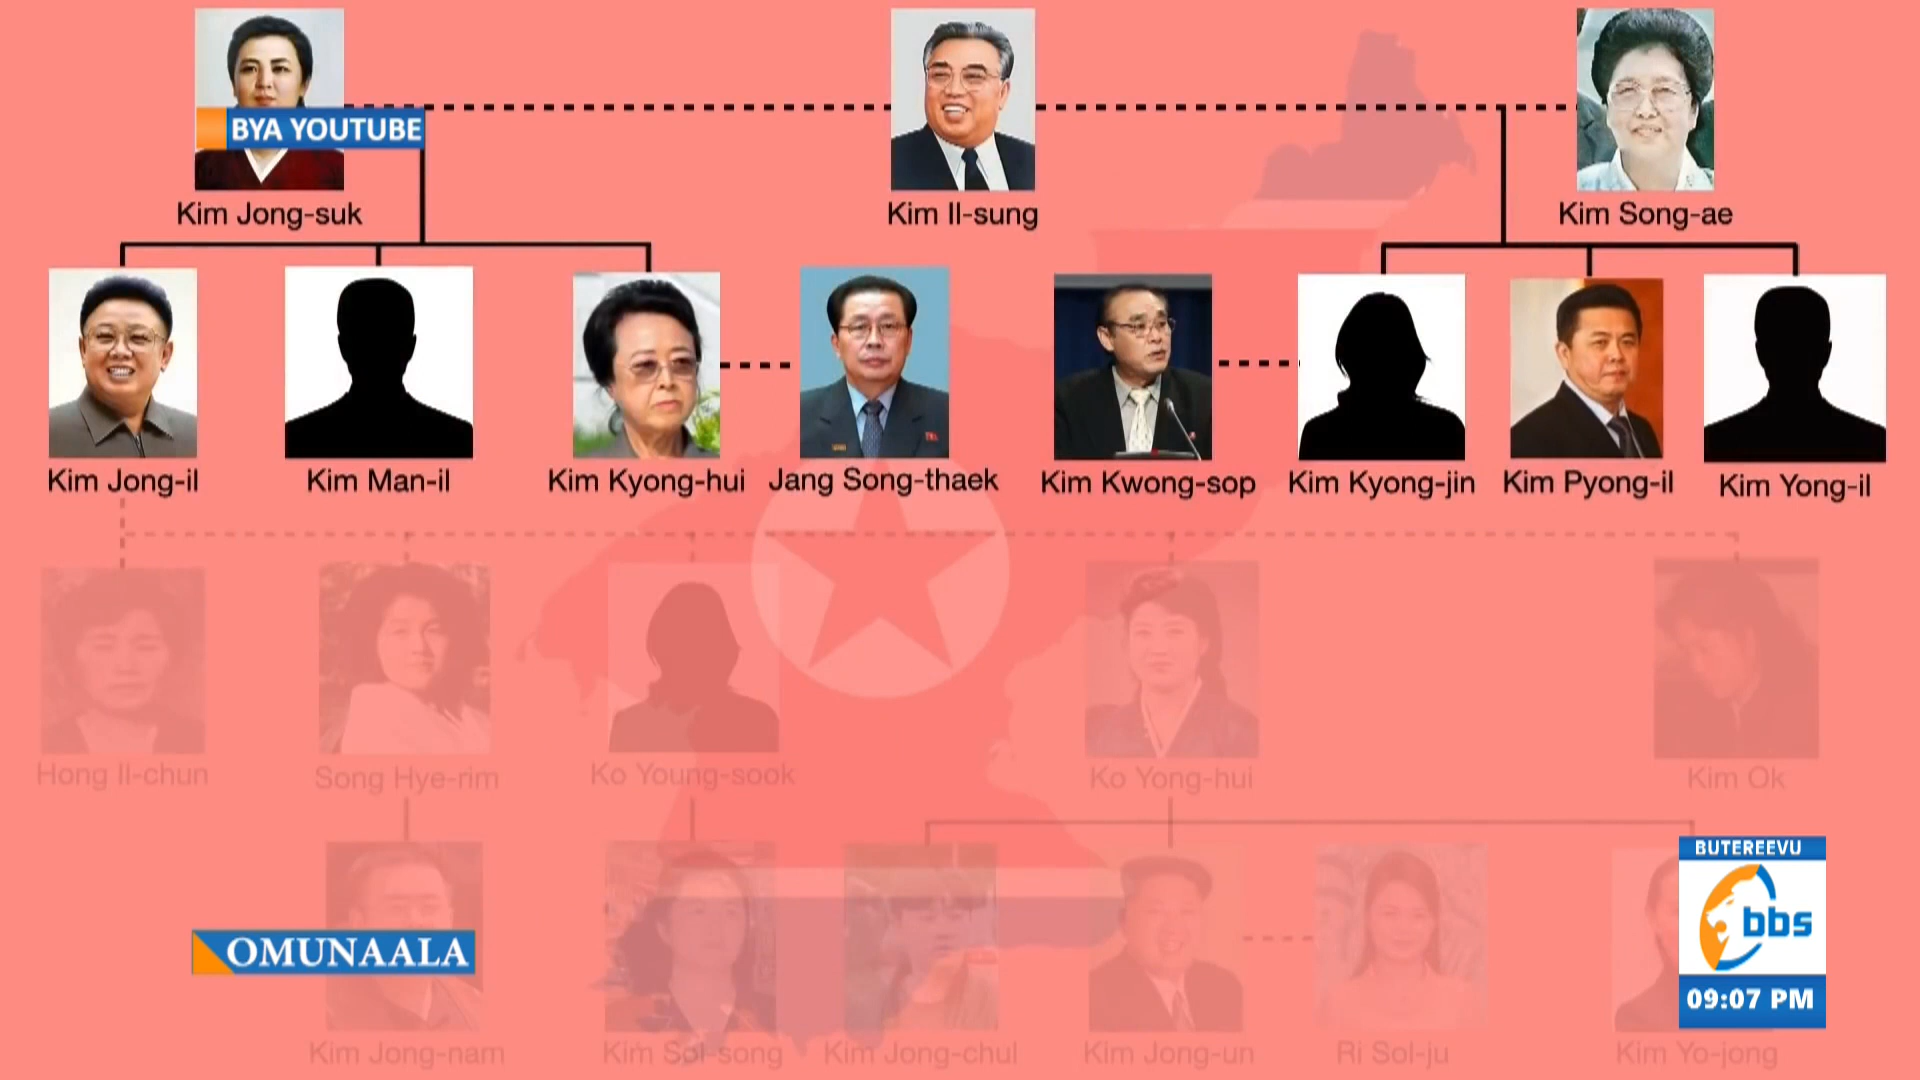 BYA YOUTUBE
Kim Jong-suk
Kim Il-sung
Kim Song-ae
Kim Jong-il
Kim Man-il
Kim Kyong-hui
Jang Song-thaek
Kim Kwong-sop
Kim Kyong-jin
Kim Pyong-il
Kim Yong-il
Hong Il-chun
Song Hye-rim
Ko Young-sook
Ko Yong-hui
Kim Ok
BUTEREEVU
bbs
09:07 PM
OMUNAALA
Kim Jong-nam
Kim Sol-song
Kim Jong-chul
Kim Jong-un
Ri Sol-ju
Kim Yo-jong